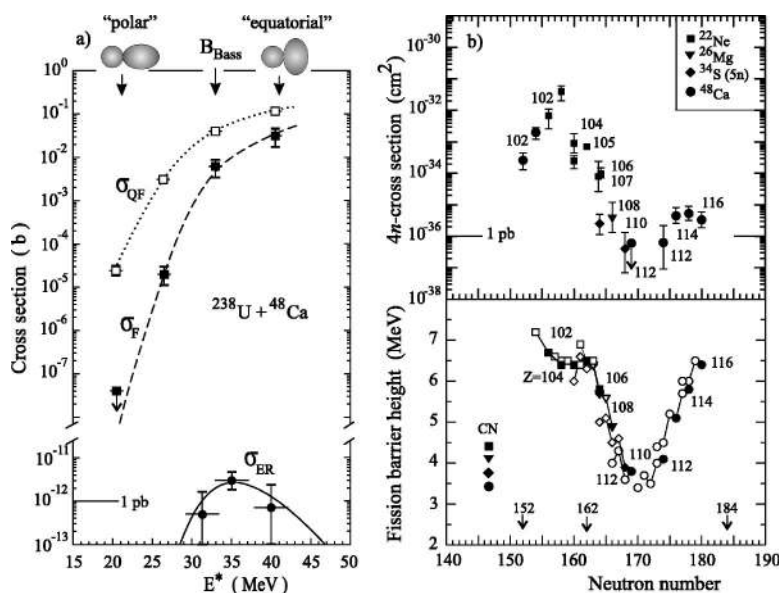 “polar”
“equatorial”
a)
B_Bass
Cross section (b)
10^0
10^-1
10^-2
10^-3
10^-4
10^-5
10^-6
10^-7
10^-11
10^-12
10^-13
σ_QF
σ_F
²³⁸U + ⁴⁸Ca
σ_ER
1 pb
15 20 25 30 35 40 45 50
E* (MeV)
b)
²²Ne
²⁶Mg
³⁴S (5n)
⁴⁸Ca
4n-cross section (cm²)
10^-30
10^-32
10^-34
10^-36
10^-38
102
102
104
105
106
107
108
110
112
112
114
116
1 pb
Fission barrier height (MeV)
7
6
5
4
3
2
102
Z=104
106
108
110
112
112
114
116
CN
152
162
184
140 150 160 170 180 190
Neutron number